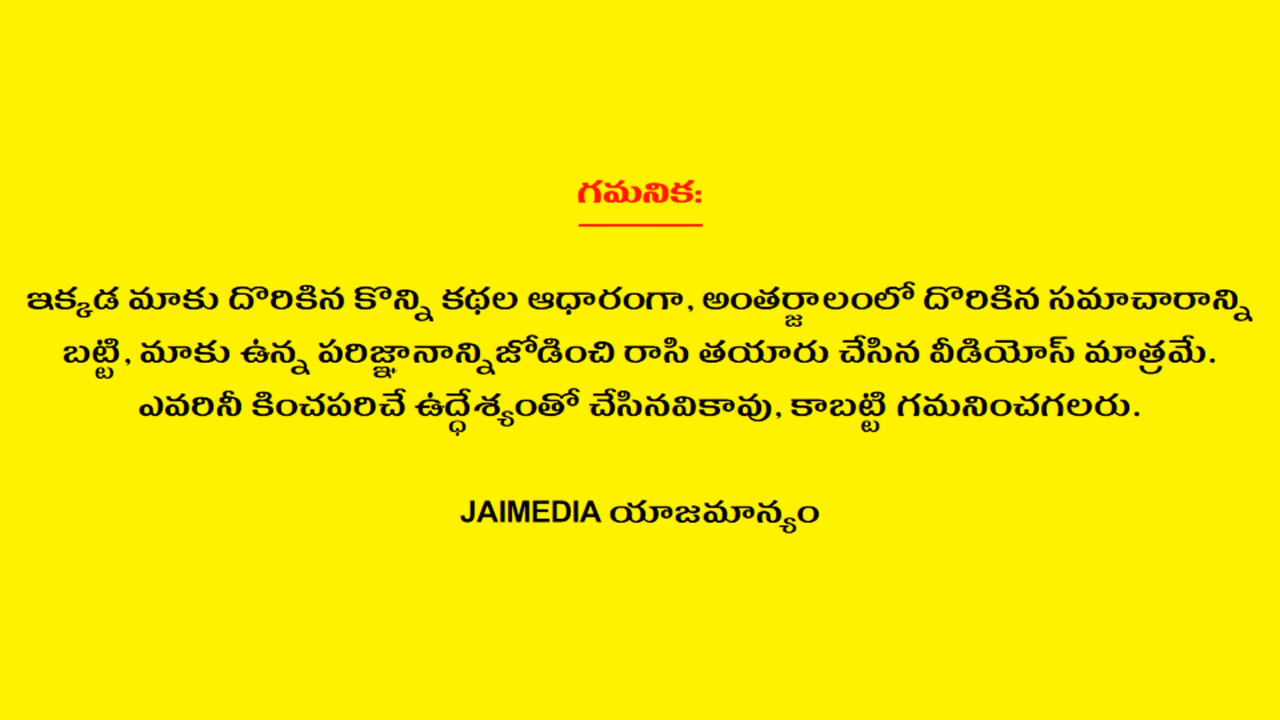 గమనిక:
ఇక్కడ మాకు దొరికిన కొన్ని కథల ఆధారంగా, అంతర్జాలంలో దొరికిన సమాచారాన్ని
బట్టి, మాకు ఉన్న పరిజ్ఞానాన్నిజోడించి రాసి తయారు చేసిన వీడియోస్ మాత్రమే.
ఎవరినీ కించపరిచే ఉద్ధేశ్యంతో చేసినవికావు, కాబట్టి గమనించగలరు.
JAIMEDIA యాజమాన్యం